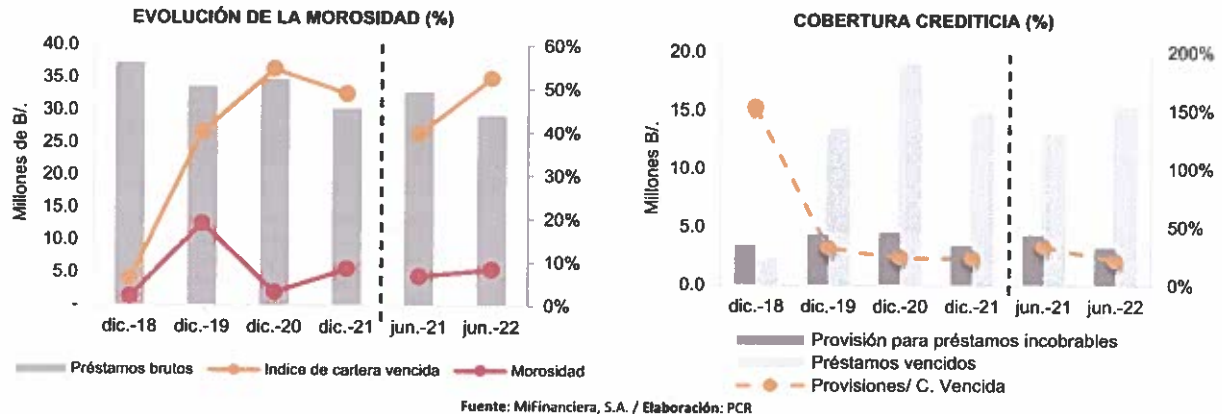 EVOLUCIÓN DE LA MOROSIDAD (%)
Millones de B/.
40.0
35.0
30.0
25.0
20.0
15.0
10.0
5.0
-
60%
50%
40%
30%
20%
10%
0%
dic.-18 dic.-19 dic.-20 dic.-21 jun.-21 jun.-22
Préstamos brutos Indice de cartera vencida Morosidad
COBERTURA CREDITICIA (%)
Millones B/.
20.0
15.0
10.0
5.0
0.0
200%
150%
100%
50%
0%
dic.-18 dic.-19 dic.-20 dic.-21 jun.-21 jun.-22
Provisión para préstamos incobrables
Préstamos vencidos
Provisiones/ C. Vencida
Fuente: Mifinanciera, S.A. / Elaboración: PCR